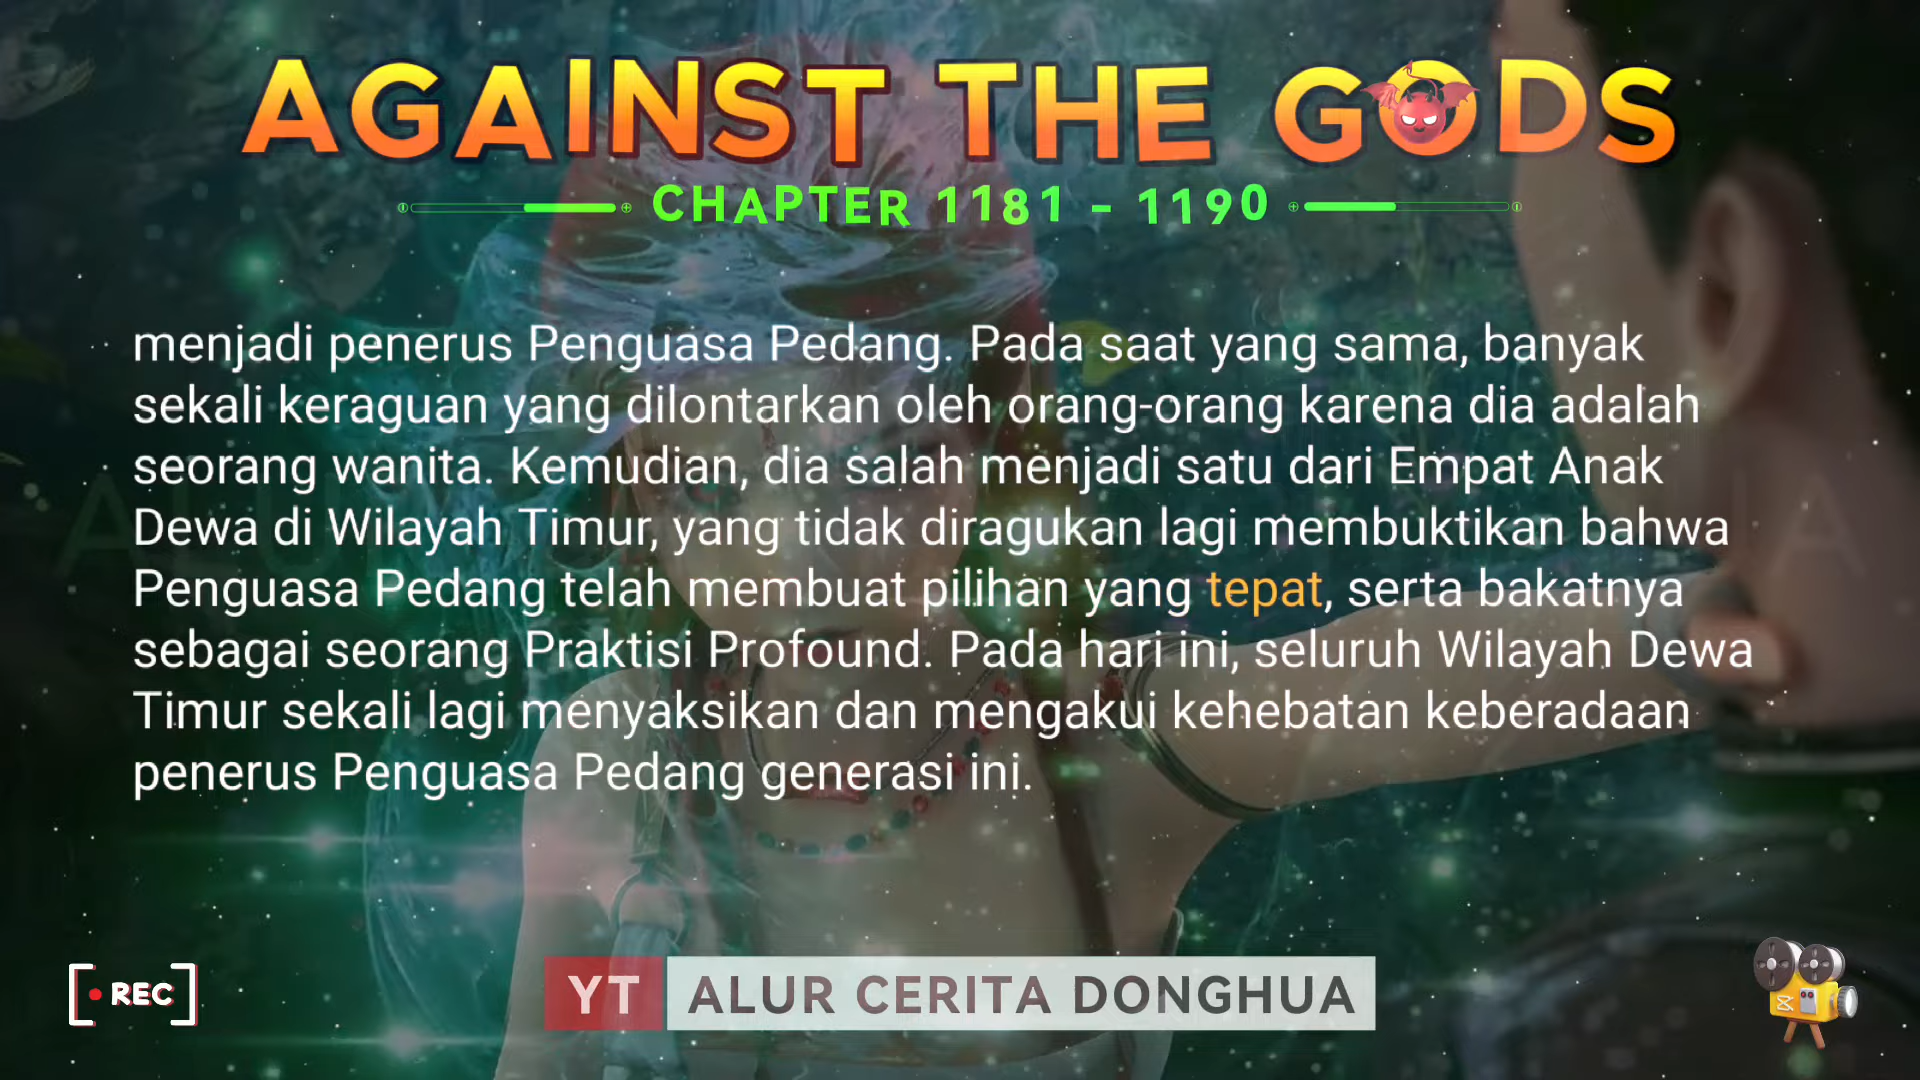 AGAINST THE GODS
CHAPTER 1181 - 1190
menjadi penerus Penguasa Pedang. Pada saat yang sama, banyak
sekali keraguan yang dilontarkan oleh orang-orang karena dia adalah
seorang wanita. Kemudian, dia salah menjadi satu dari Empat Anak
Dewa di Wilayah Timur, yang tidak diragukan lagi membuktikan bahwa
Penguasa Pedang telah membuat pilihan yang tepat, serta bakatnya
sebagai seorang Praktisi Profound. Pada hari ini, seluruh Wilayah Dewa
Timur sekali lagi menyaksikan dan mengakui kehebatan keberadaan
penerus Penguasa Pedang generasi ini.
REC
YT ALUR CERITA DONGHUA